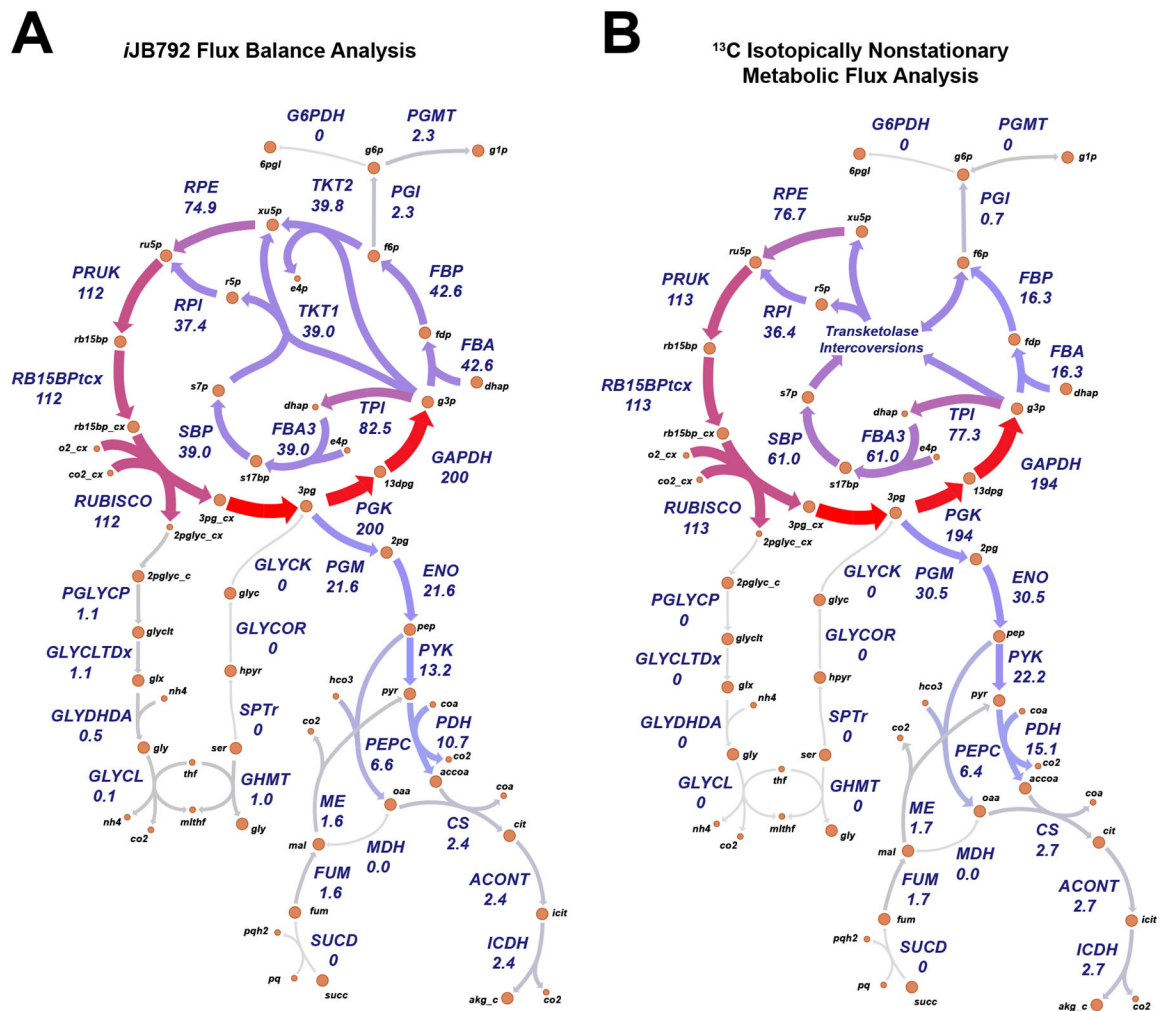 A
iJB792 Flux Balance Analysis
G6PDH
0
PGMT
2.3
6pgl
g6p
g1p
RPE
74.9
TKT2
39.8
PGI
2.3
xu5p
ru5p
f6p
r5p
e4p
PRUK
112
RPI
37.4
TKT1
39.0
FBP
42.6
rb15bp
fdp
FBA
42.6
RB15BPtcx
112
s7p
dhap
dhap
TPI
82.5
g3p
rb15bp_cx
SBP
39.0
FBA3
39.0
e4p
o2_cx
co2_cx
s17bp
GAPDH
200
RUBISCO
112
3pg_cx
3pg
13dpg
PGK
200
2pglyc_cx
2pg
2pglyc_c
GLYCK
0
PGM
21.6
ENO
21.6
PGLYCP
1.1
glyc
glyclt
GLYCOR
0
pep
GLYCLTDx
1.1
PYK
13.2
glx
hpyr
hco3
pyr
nh4
coa
GLYDHDA
0.5
SPTr
0
co2
PDH
10.7
gly
ser
PEPC
6.6
co2
accoa
GLYCL
0.1
thf
GHMT
1.0
coa
ME
1.6
oaa
nh4
mlthf
gly
co2
CS
2.4
cit
mal
MDH
0.0
FUM
1.6
ACONT
2.4
fum
icit
pqh2
SUCD
0
ICDH
2.4
pq
succ
akg_c
co2
B
13C Isotopically Nonstationary
Metabolic Flux Analysis
G6PDH
0
PGMT
0
6pgl
g6p
g1p
RPE
76.7
PGI
0.7
xu5p
ru5p
f6p
r5p
PRUK
113
RPI
36.4
FBP
16.3
Transketolase
Intercoversions
rb15bp
fdp
FBA
16.3
RB15BPtcx
113
s7p
dhap
dhap
TPI
77.3
g3p
rb15bp_cx
SBP
61.0
FBA3
61.0
e4p
o2_cx
co2_cx
s17bp
GAPDH
194
RUBISCO
113
3pg_cx
3pg
13dpg
PGK
194
2pglyc_cx
2pg
2pglyc_c
GLYCK
0
PGM
30.5
ENO
30.5
PGLYCP
0
glyc
glyclt
GLYCOR
0
pep
GLYCLTDx
0
PYK
22.2
glx
hpyr
hco3
pyr
nh4
coa
GLYDHDA
0
SPTr
0
co2
PDH
15.1
gly
ser
PEPC
6.4
co2
accoa
GLYCL
0
thf
GHMT
0
coa
ME
1.7
oaa
nh4
mlthf
gly
co2
CS
2.7
cit
mal
MDH
0.0
FUM
1.7
ACONT
2.7
fum
icit
pqh2
SUCD
0
ICDH
2.7
pq
succ
akg_c
co2